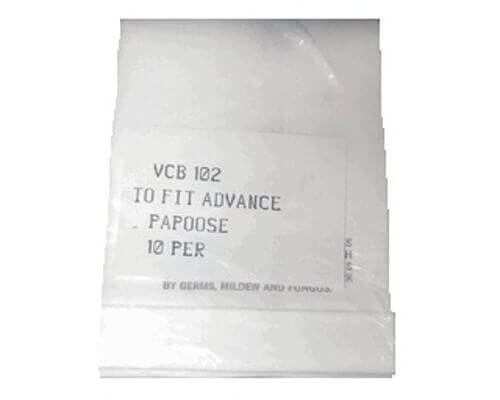 VCB 102
TO FIT ADVANCE
PAPOOSE
10 PER
BY GERMS, MILDEW AND FUNGUS.